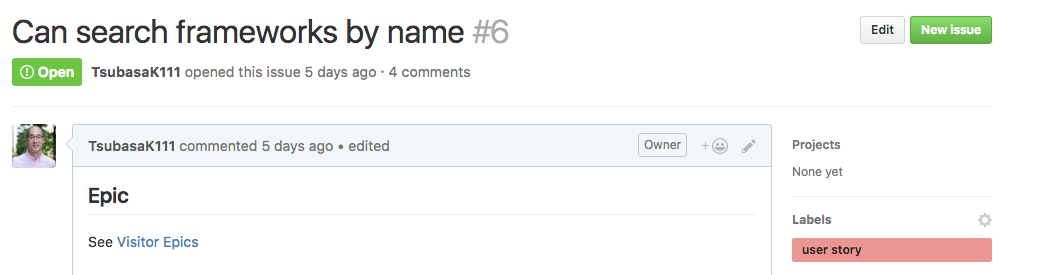 Can search frameworks by name #6
Edit
New issue
Open
TsubasaK111 opened this issue 5 days ago · 4 comments
TsubasaK111 commented 5 days ago • edited
Owner
+
Projects
None yet
Epic
See Visitor Epics
Labels
user story